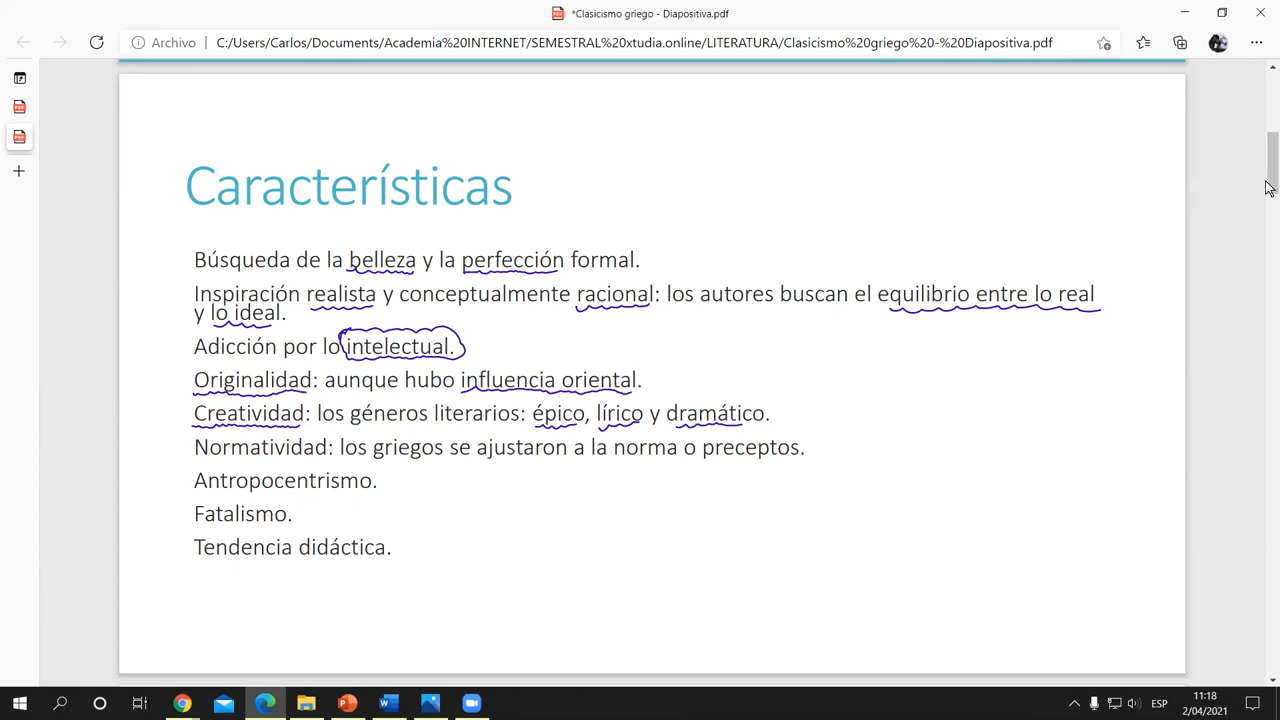 *Clasicismo griego - Diapositiva.pdf
Archivo
C:/Users/Carlos/Documents/Academia%20INTERNET/SEMESTRAL%20xtudia.online/LITERATURA/Clasicismo%20griego%20-%20Diapositiva.pdf
Características
Búsqueda de la belleza y la perfección formal.
Inspiración realista y conceptualmente racional: los autores buscan el equilibrio entre lo real
y lo ideal.
Adicción por lo intelectual.
Originalidad: aunque hubo influencia oriental.
Creatividad: los géneros literarios: épico, lírico y dramático.
Normatividad: los griegos se ajustaron a la norma o preceptos.
Antropocentrismo.
Fatalismo.
Tendencia didáctica.
ESP
11:18
2/04/2021